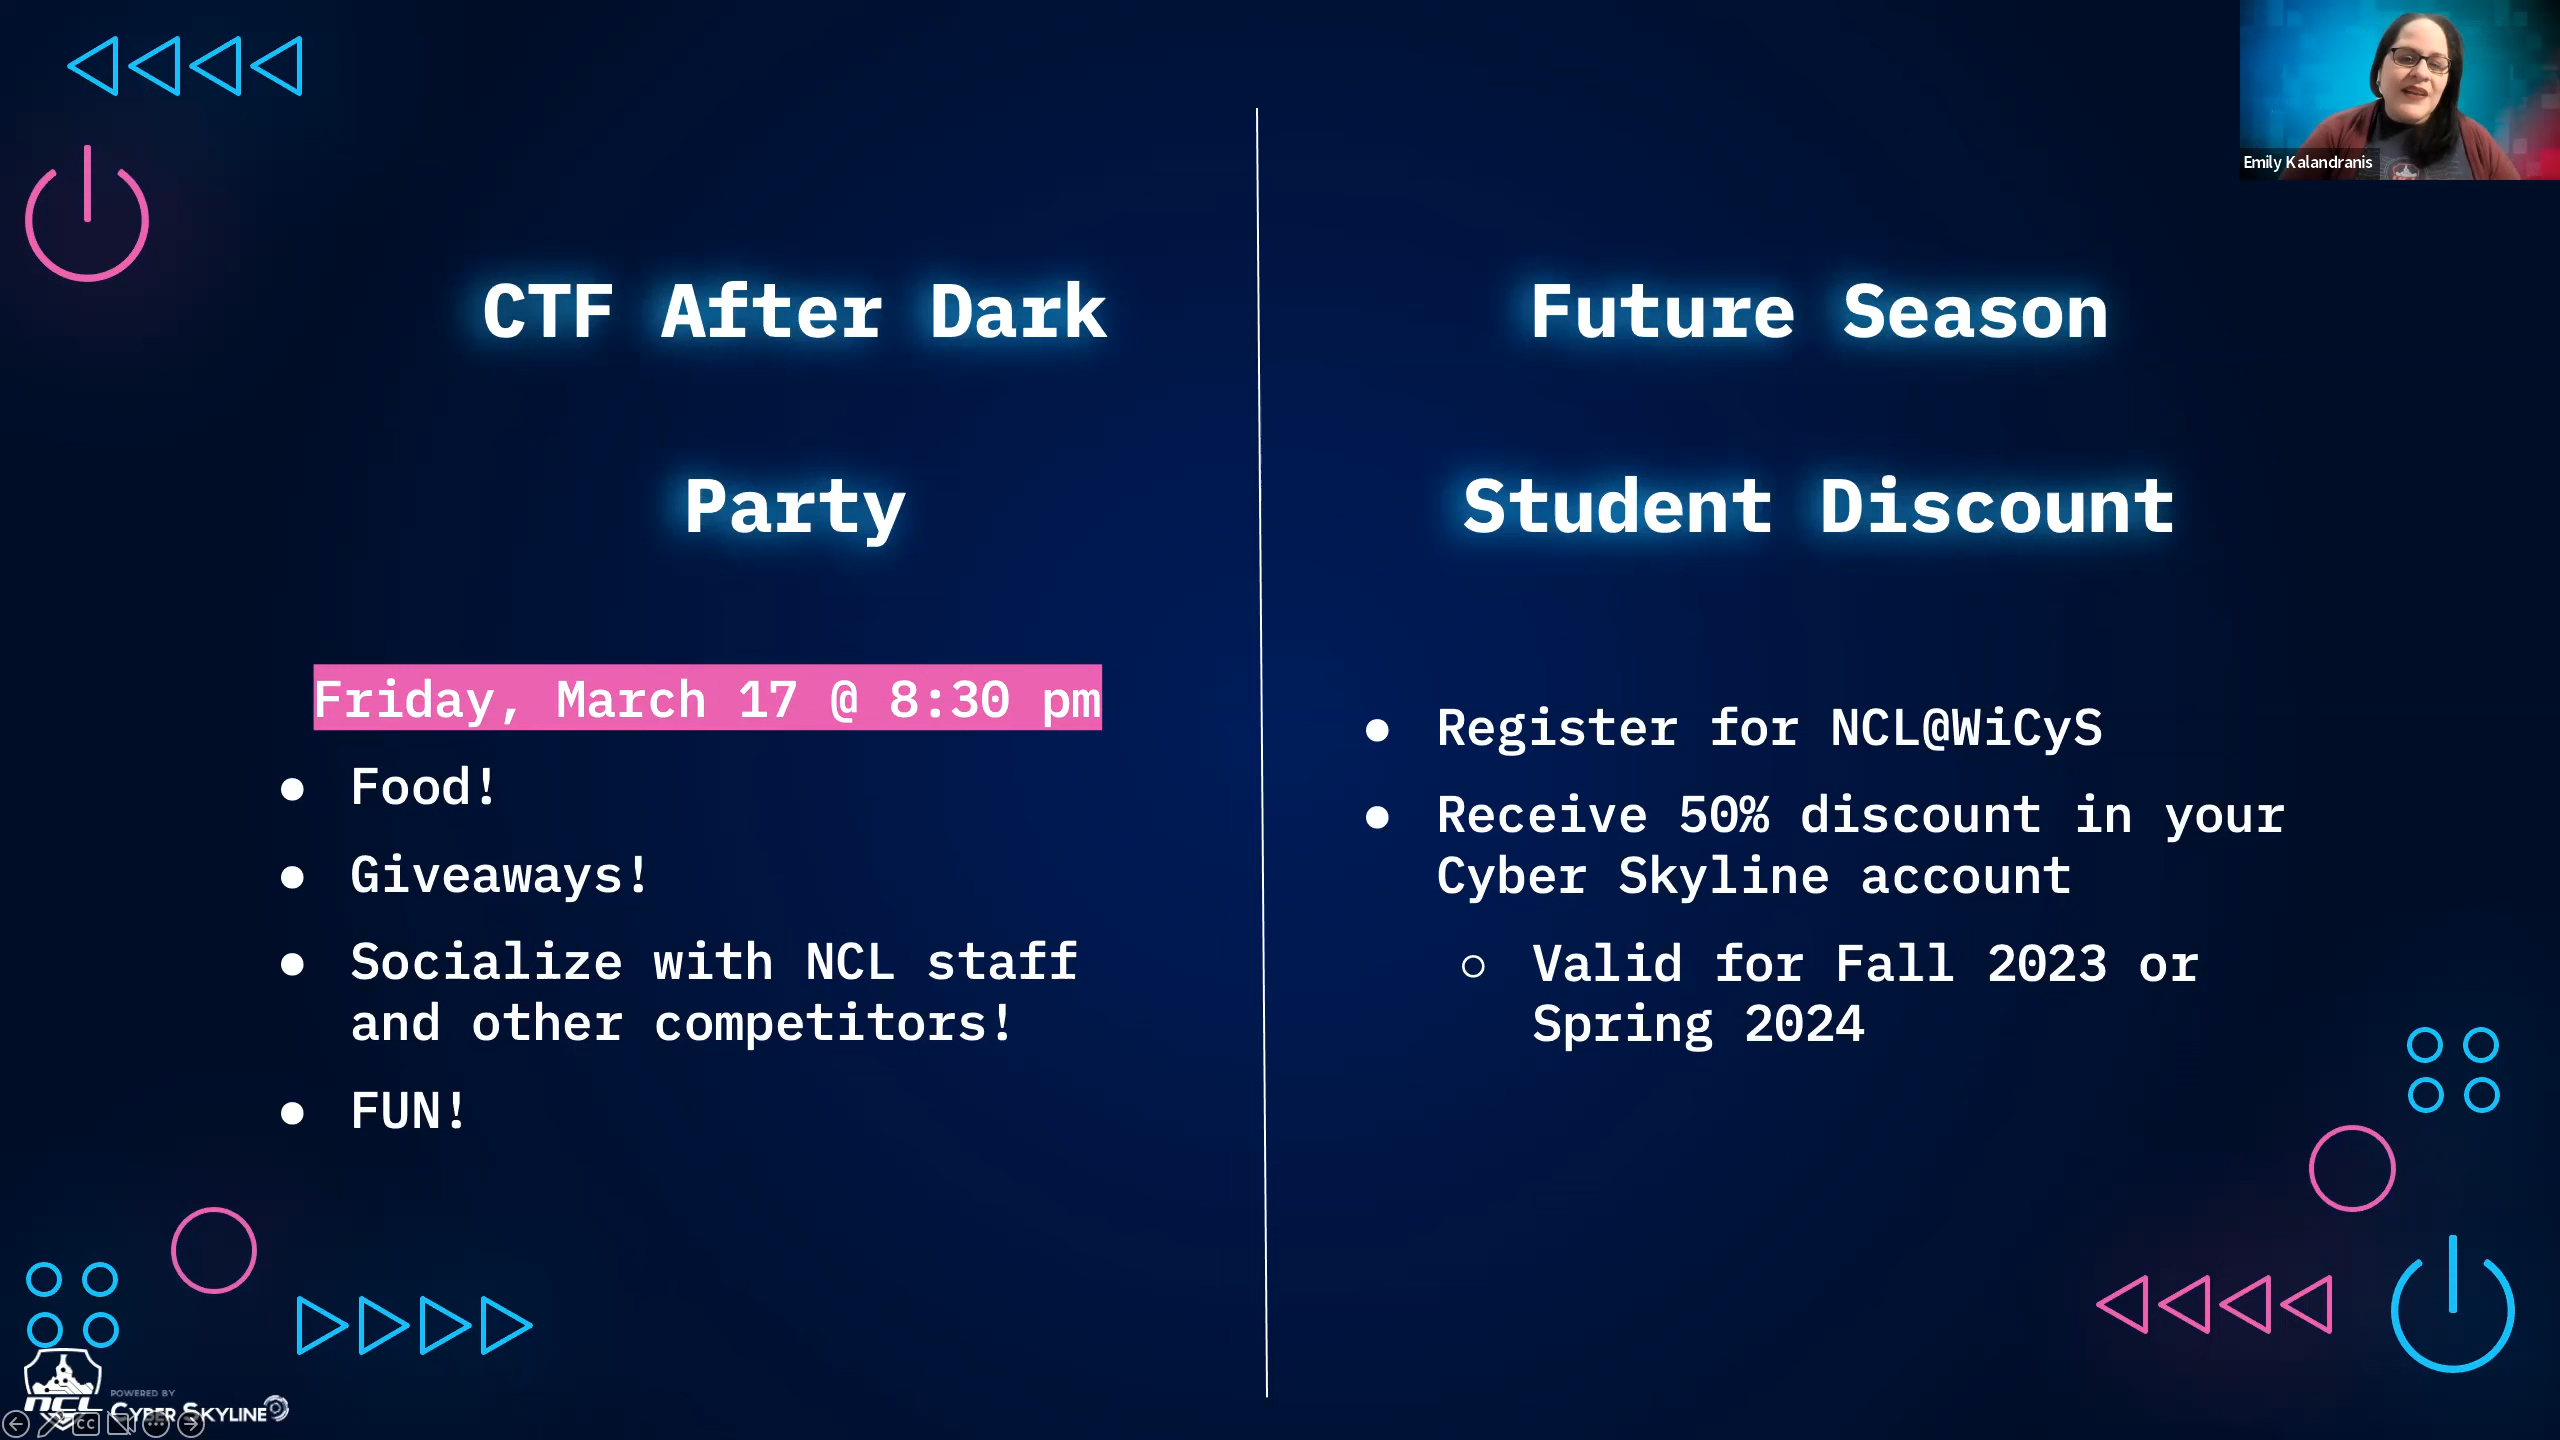 Emily Kalandranis
CTF After Dark
Party
Friday, March 17 @ 8:30 pm
● Food!
● Giveaways!
● Socialize with NCL staff
and other competitors!
● FUN!
Future Season
Student Discount
● Register for NCL@WiCyS
● Receive 50% discount in your
Cyber Skyline account
○ Valid for Fall 2023 or
Spring 2024
NCL
POWERED BY
CYBER SKYLINE
CC